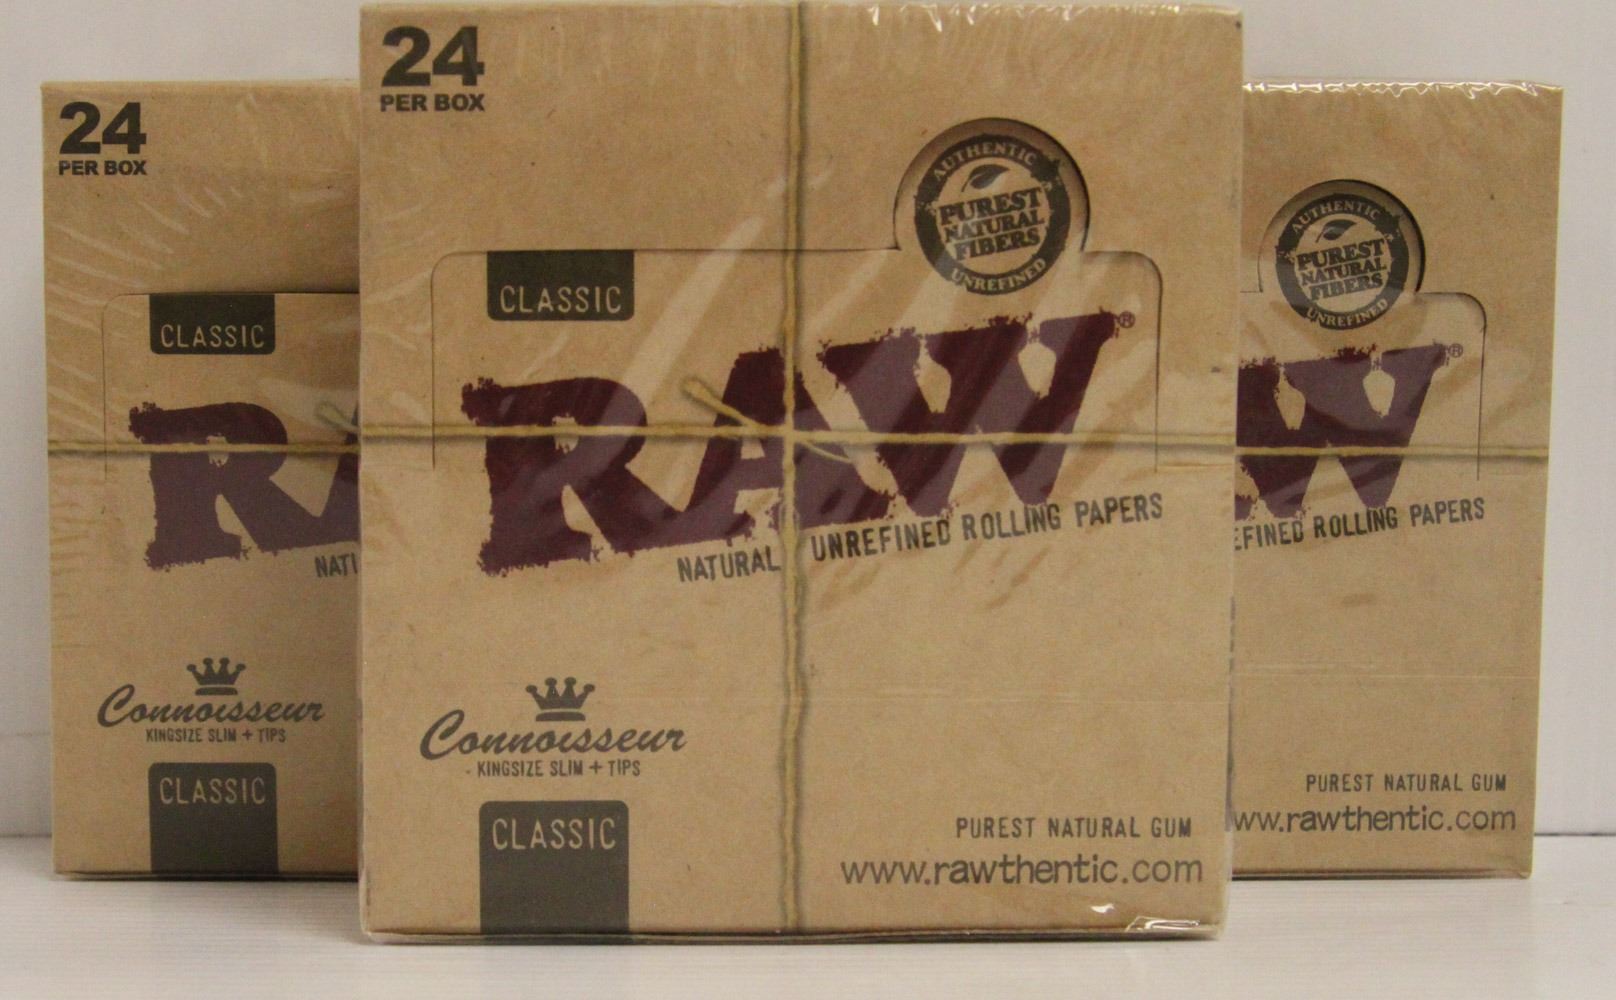 24
PER BOX
CLASSIC
RA
NATU
Connoisseur
KINGSIZE SLIM + TIPS
CLASSIC
24
PER BOX
AUTHENTIC
PUREST
NATURAL
FIBERS
UNREFINED
CLASSIC
RAW®
NATURAL UNREFINED ROLLING PAPERS
Connoisseur
KINGSIZE SLIM + TIPS
CLASSIC
PUREST NATURAL GUM
www.rawthentic.com
AUTHENTIC
PUREST
NATURAL
FIBERS
UNREFINED
W®
EFINED ROLLING PAPERS
PUREST NATURAL GUM
ww.rawthentic.com